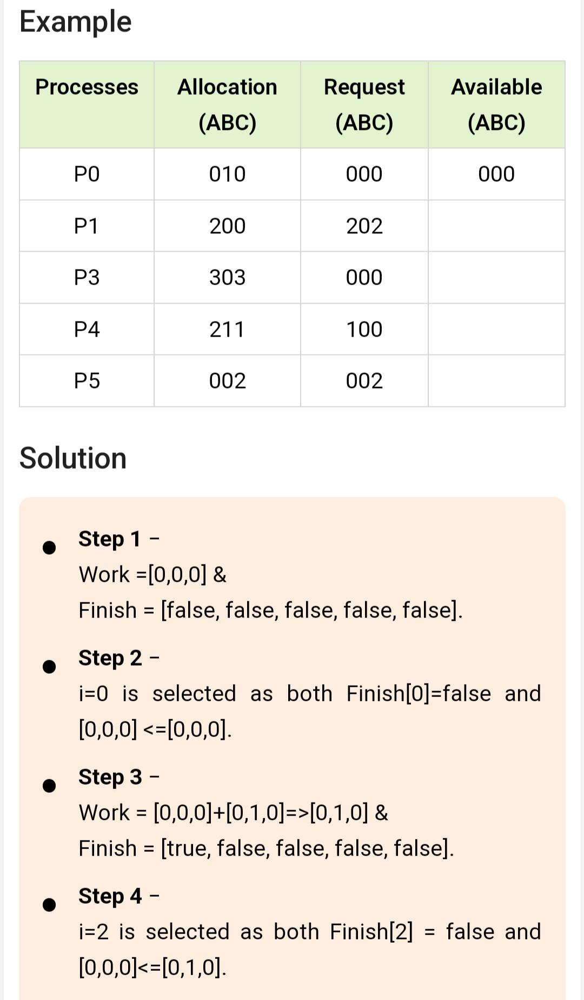 Example
Processes Allocation Request Available
(ABC) (ABC) (ABC)
P0 010 000 000
P1 200 202
P3 303 000
P4 211 100
P5 002 002
Solution
● Step 1 –
Work =[0,0,0] &
Finish = [false, false, false, false, false].
● Step 2 –
i=0 is selected as both Finish[0]=false and
[0,0,0] <=[0,0,0].
● Step 3 –
Work = [0,0,0]+[0,1,0]=>[0,1,0] &
Finish = [true, false, false, false, false].
● Step 4 –
i=2 is selected as both Finish[2] = false and
[0,0,0]<=[0,1,0].